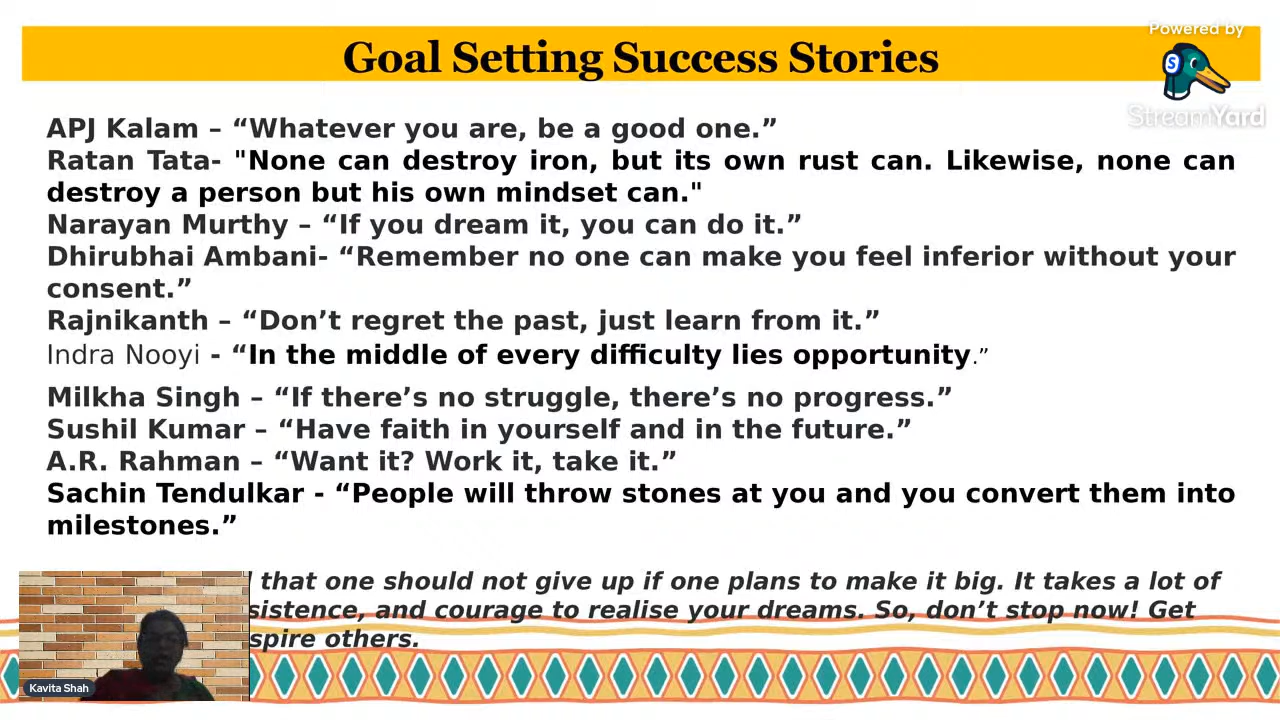 Powered by
Goal Setting Success Stories
S
StreamYard
APJ Kalam – “Whatever you are, be a good one.”
Ratan Tata- "None can destroy iron, but its own rust can. Likewise, none can
destroy a person but his own mindset can."
Narayan Murthy – “If you dream it, you can do it.”
Dhirubhai Ambani- “Remember no one can make you feel inferior without your
consent.”
Rajnikanth – “Don’t regret the past, just learn from it.”
Indra Nooyi - “In the middle of every difficulty lies opportunity.”
Milkha Singh – “If there’s no struggle, there’s no progress.”
Sushil Kumar – “Have faith in yourself and in the future.”
A.R. Rahman – “Want it? Work it, take it.”
Sachin Tendulkar - “People will throw stones at you and you convert them into
milestones.”
that one should not give up if one plans to make it big. It takes a lot of
sistence, and courage to realise your dreams. So, don’t stop now! Get
spire others.
Kavita Shah